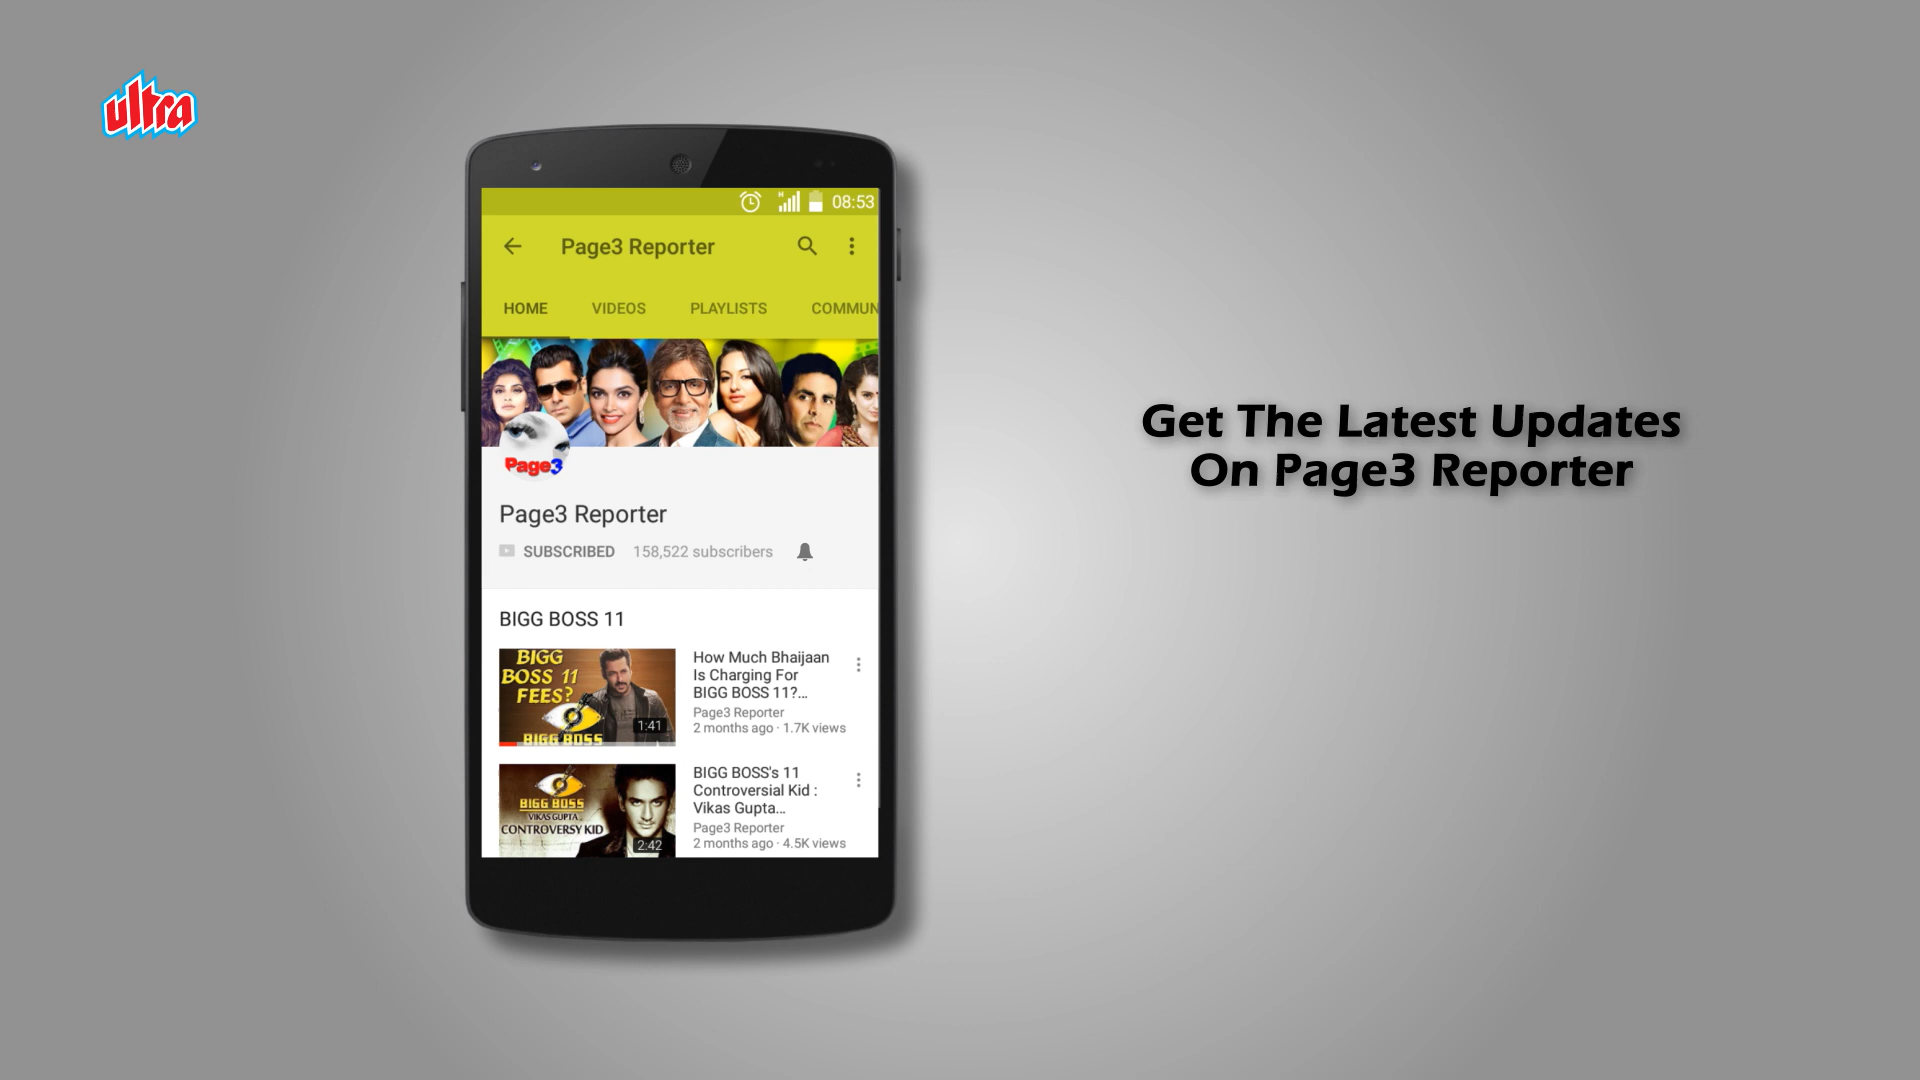 ultra
08:53
Page3 Reporter
HOME VIDEOS PLAYLISTS COMMUN
Page3
Page3 Reporter
SUBSCRIBED 158,522 subscribers
BIGG BOSS 11
BIGG
BOSS 11
FEES?
BIGG BOSS
1:41
How Much Bhaijaan
Is Charging For
BIGG BOSS 11?...
Page3 Reporter
2 months ago · 1.7K views
BIGG BOSS
VIKAS GUPTA
CONTROVERSY KID
2:42
BIGG BOSS's 11
Controversial Kid :
Vikas Gupta...
Page3 Reporter
2 months ago · 4.5K views
Get The Latest Updates
On Page3 Reporter